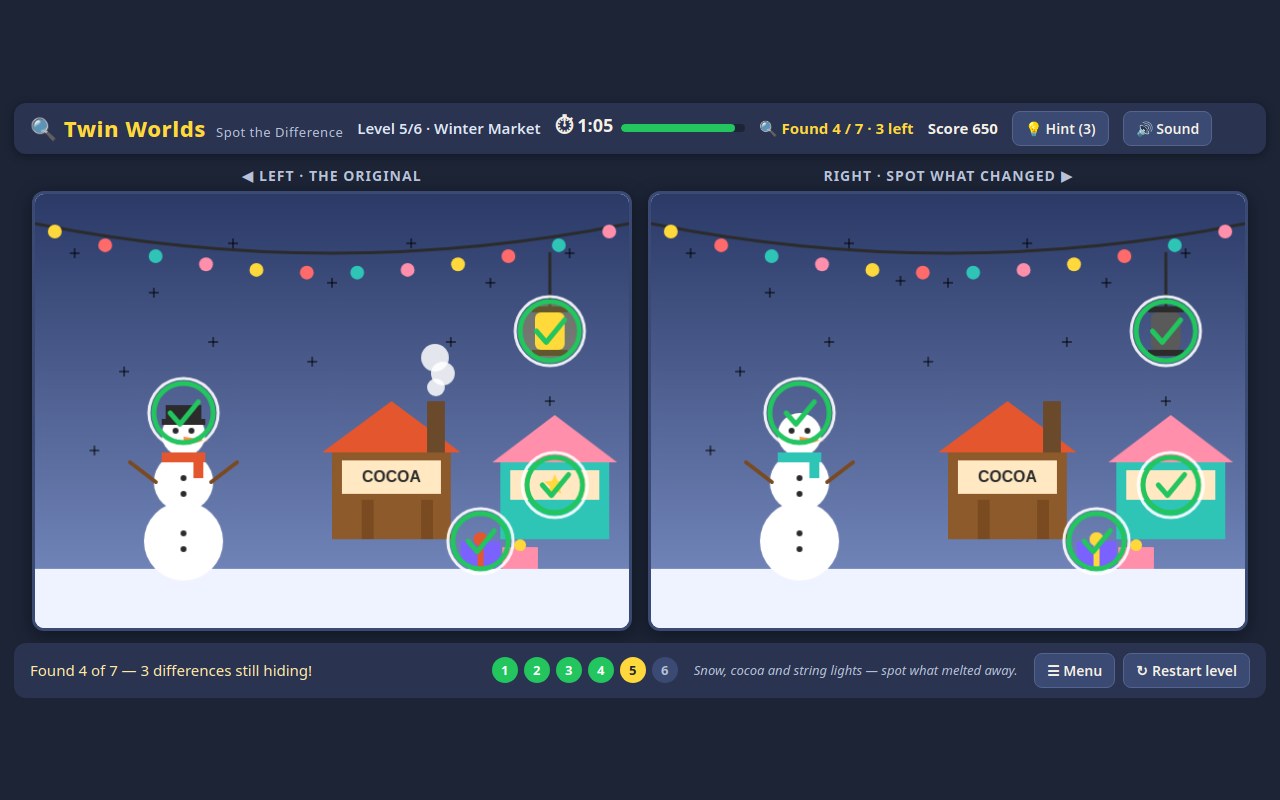 🔍 Twin Worlds Spot the Difference Level 5/6 · Winter Market ⏱ 1:05 🔍 Found 4 / 7 · 3 left Score 650 💡 Hint (3) 🔊 Sound
◀ LEFT · THE ORIGINAL
RIGHT · SPOT WHAT CHANGED ▶
COCOA
COCOA
Found 4 of 7 — 3 differences still hiding! 1 2 3 4 5 6 Snow, cocoa and string lights — spot what melted away. ☰ Menu ↻ Restart level